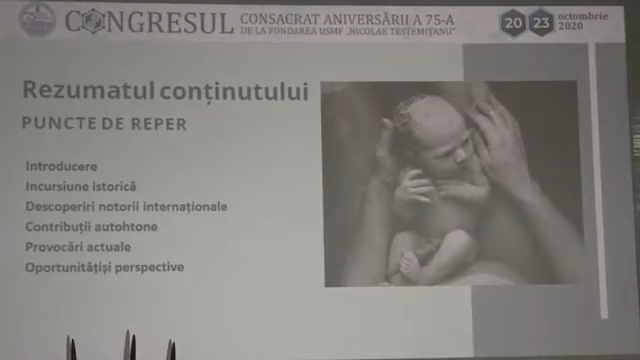 CONGRESUL
CONSACRAT ANIVERSĂRII A 75-A
DE LA FONDAREA USMF „NICOLAE TESTEMIȚANU”
20 23 octombrie
2020
Rezumatul conținutului
PUNCTE DE REPER
Introducere
Incursiune istorică
Descoperiri notorii internaționale
Contribuții autohtone
Provocări actuale
Oportunitățiși perspective